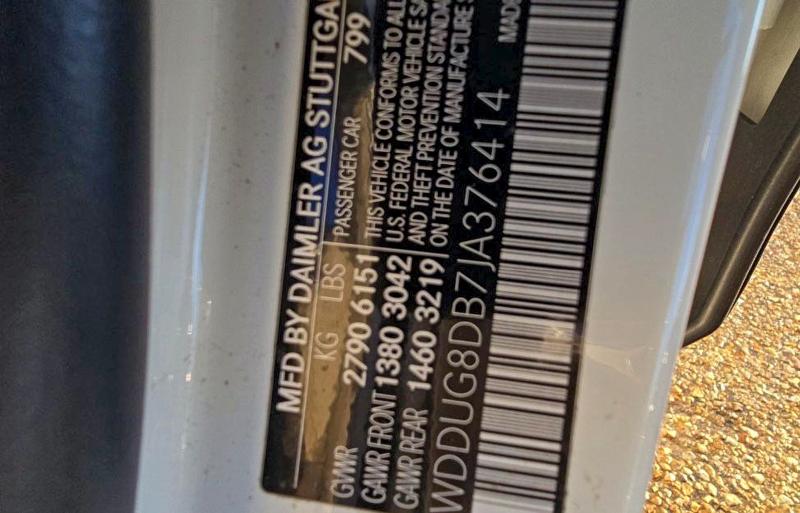 MFD BY DAIMLER AG STUTTGA
KG LBS PASSENGER CAR 799
GVWR 2790 6151 THIS VEHICLE CONFORMS TO ALL
GAWR FRONT 1380 3042 U.S. FEDERAL MOTOR VEHICLE SA
GAWR REAR 1460 3219 AND THEFT PREVENTION STANDA
ON THE DATE OF MANUFACTURE
WDDUG8DB7JA376414 MADE